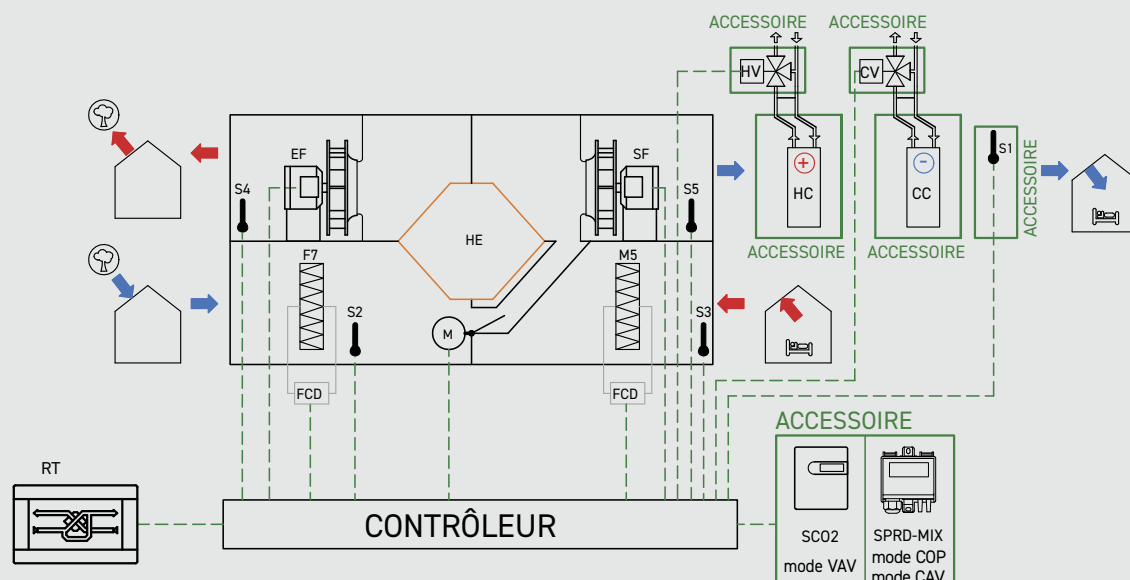 ACCESSOIRE
ACCESSOIRE
HV
CV
EF
SF
S1
S4
S5
HC
CC
ACCESSOIRE
HE
ACCESSOIRE
ACCESSOIRE
F7
M5
S2
S3
M
FCD
FCD
ACCESSOIRE
RT
CONTRÔLEUR
SCO2
SPRD-MIX
mode VAV
mode COP
mode CAV